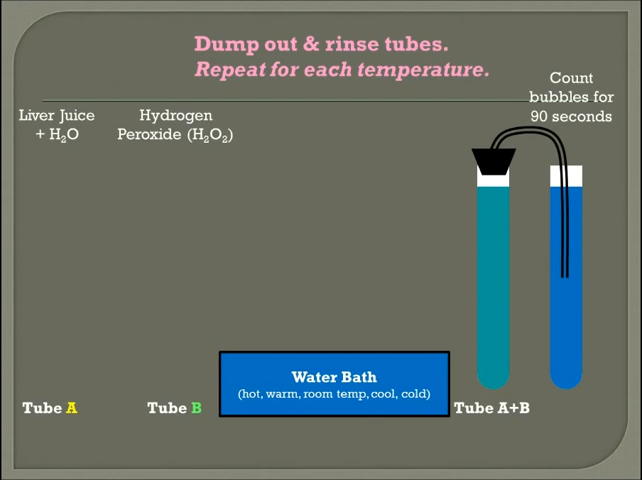 Dump out & rinse tubes.
Repeat for each temperature.
Count
bubbles for
90 seconds
Liver Juice
+ H₂O
Hydrogen
Peroxide (H₂O₂)
Water Bath
(hot, warm, room temp, cool, cold)
Tube A
Tube B
Tube A+B